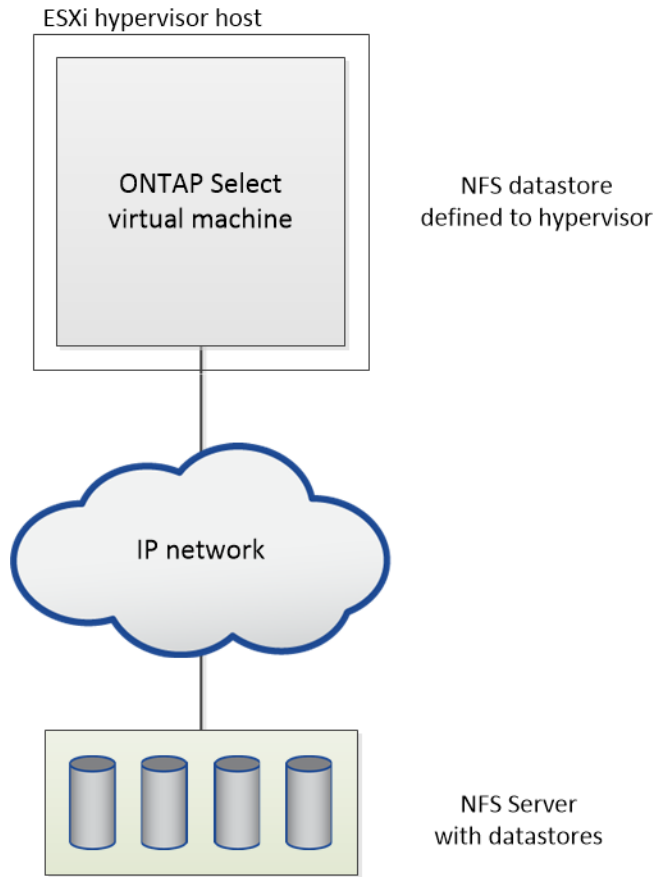 ESXi hypervisor host
ONTAP Select
virtual machine
NFS datastore
defined to hypervisor
IP network
NFS Server
with datastores